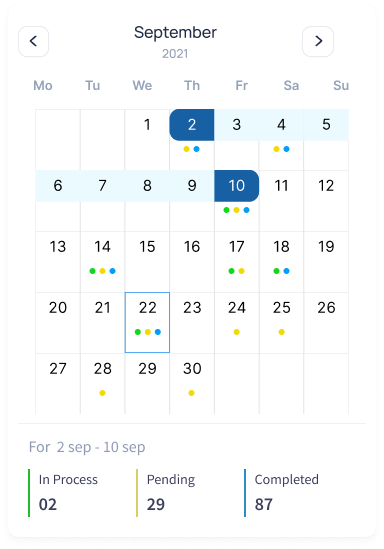 September
2021
Mo Tu We Th Fr Sa Su
1 2 3 4 5
6 7 8 9 10 11 12
13 14 15 16 17 18 19
20 21 22 23 24 25 26
27 28 29 30
For 2 sep - 10 sep
In Process Pending Completed
02 29 87